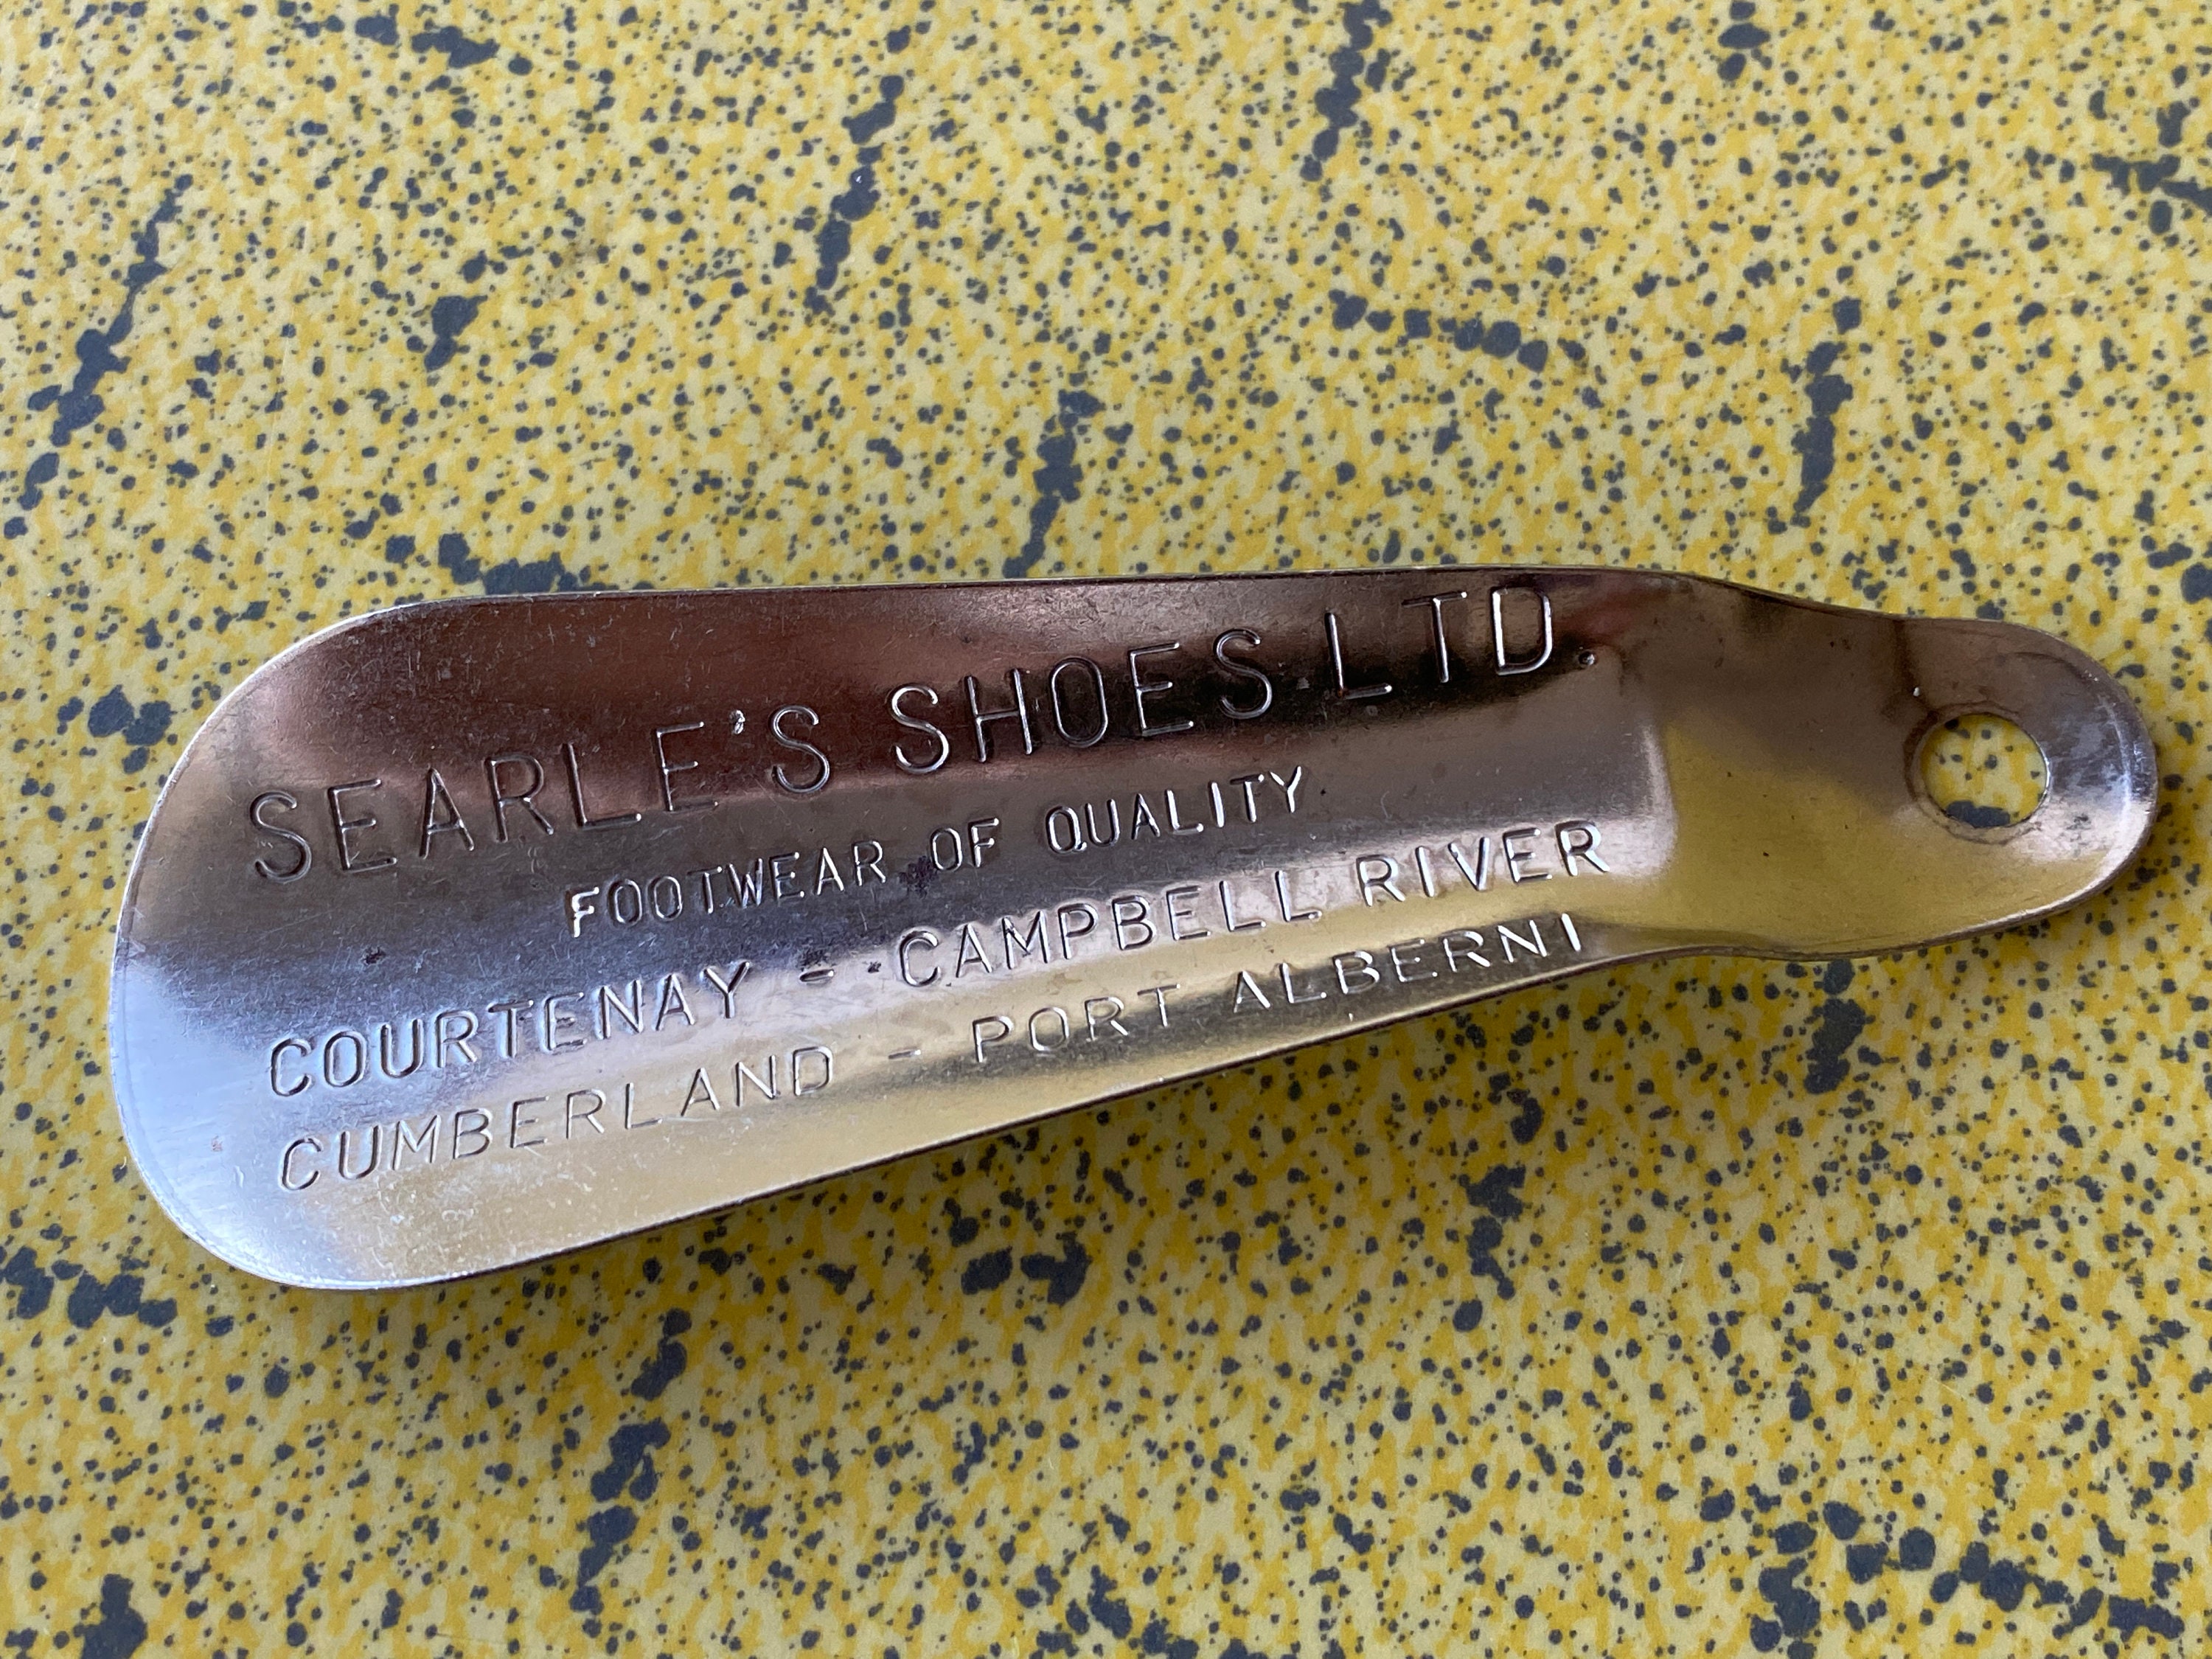 SEARLE'S SHOES LTD.
FOOTWEAR OF QUALITY
COURTENAY - CAMPBELL RIVER
CUMBERLAND - PORT ALBERNI